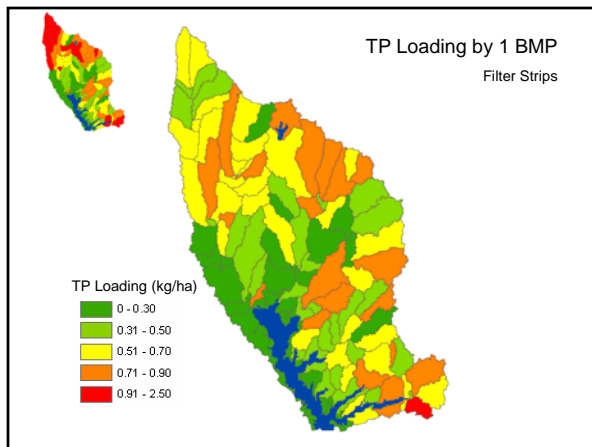 TP Loading by 1 BMP
Filter Strips
TP Loading (kg/ha)
0 - 0.30
0.31 - 0.50
0.51 - 0.70
0.71 - 0.90
0.91 - 2.50